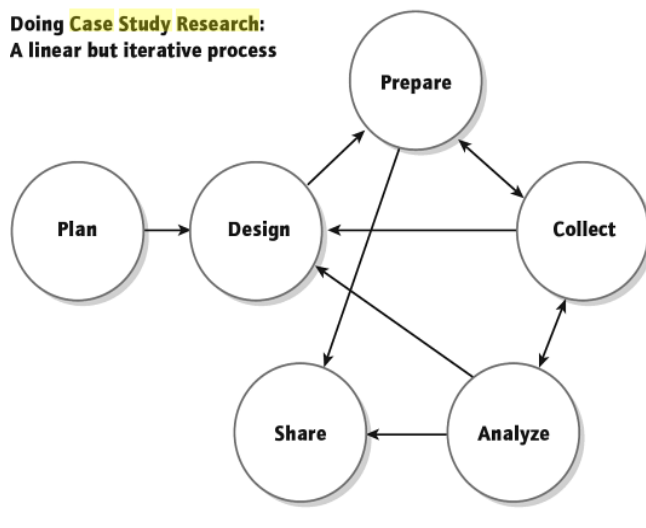 Doing Case Study Research:
A linear but iterative process
Prepare
Plan
Design
Collect
Share
Analyze